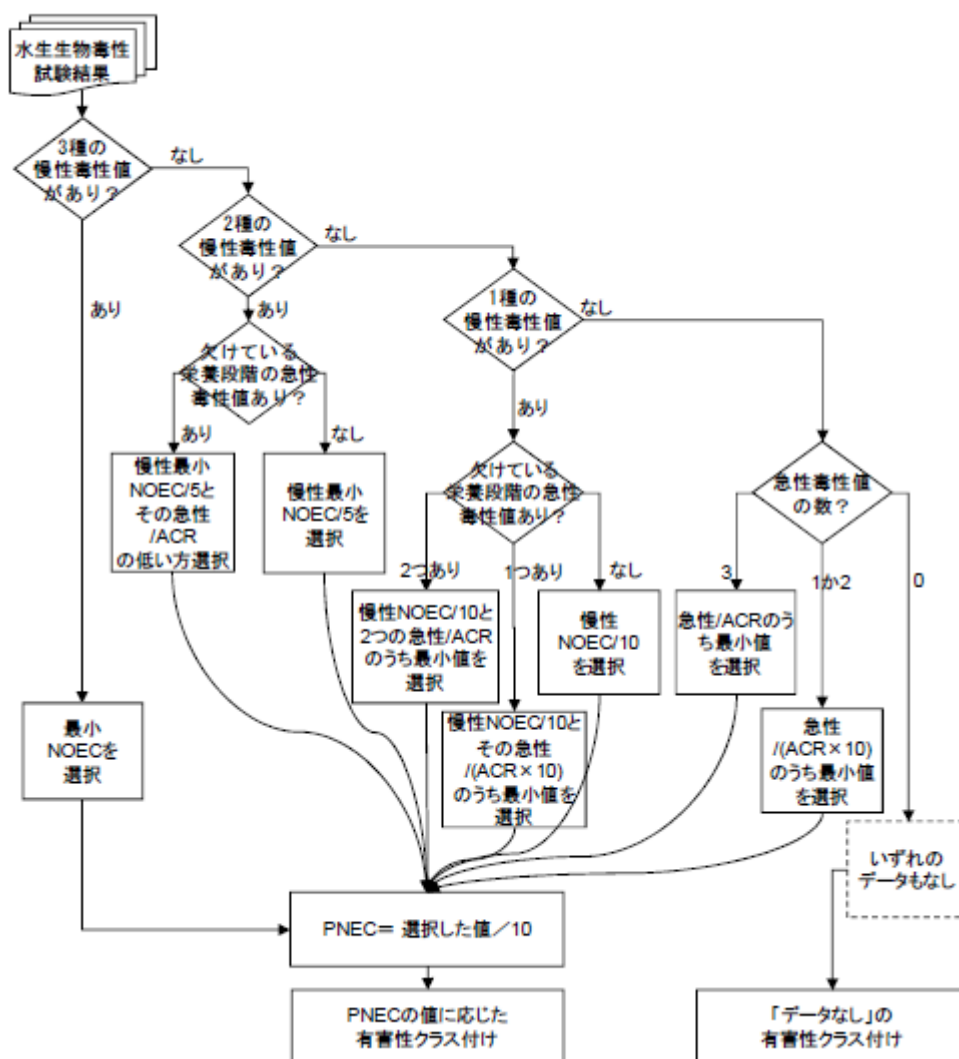 水生生物毒性
試験結果
3種の
慢性毒性値
があり？
なし
あり
2種の
慢性毒性値
があり？
なし
あり
1種の
慢性毒性値
があり？
なし
あり
欠けている
栄養段階の急性
毒性値あり？
あり
なし
慢性最小
NOEC/5と
その急性
/ACR
の低い方選択
慢性最小
NOEC/5を
選択
欠けている
栄養段階の急性
毒性値あり？
2つあり
1つあり
なし
急性毒性値
の数？
3
1か2
0
慢性NOEC/10と
2つの急性/ACR
のうち最小値を
選択
慢性
NOEC/10
を選択
急性/ACRのう
ち最小値
を選択
最小
NOECを
選択
慢性NOEC/10と
その急性
/(ACR×10)
のうち最小値を
選択
急性
/(ACR×10)
のうち最小値
を選択
いずれの
データもなし
PNEC＝ 選択した値／10
PNECの値に応じた
有害性クラス付け
「データなし」の
有害性クラス付け